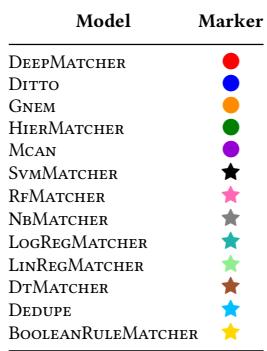 Model Marker
DEEPMATCHER
DITTO
GNEM
HIERMATCHER
MCAN
SVMMATCHER
RFMATCHER
NBMATCHER
LOGREGMATCHER
LINREGMATCHER
DTMATCHER
DEDUPE
BOOLEANRULEMATCHER